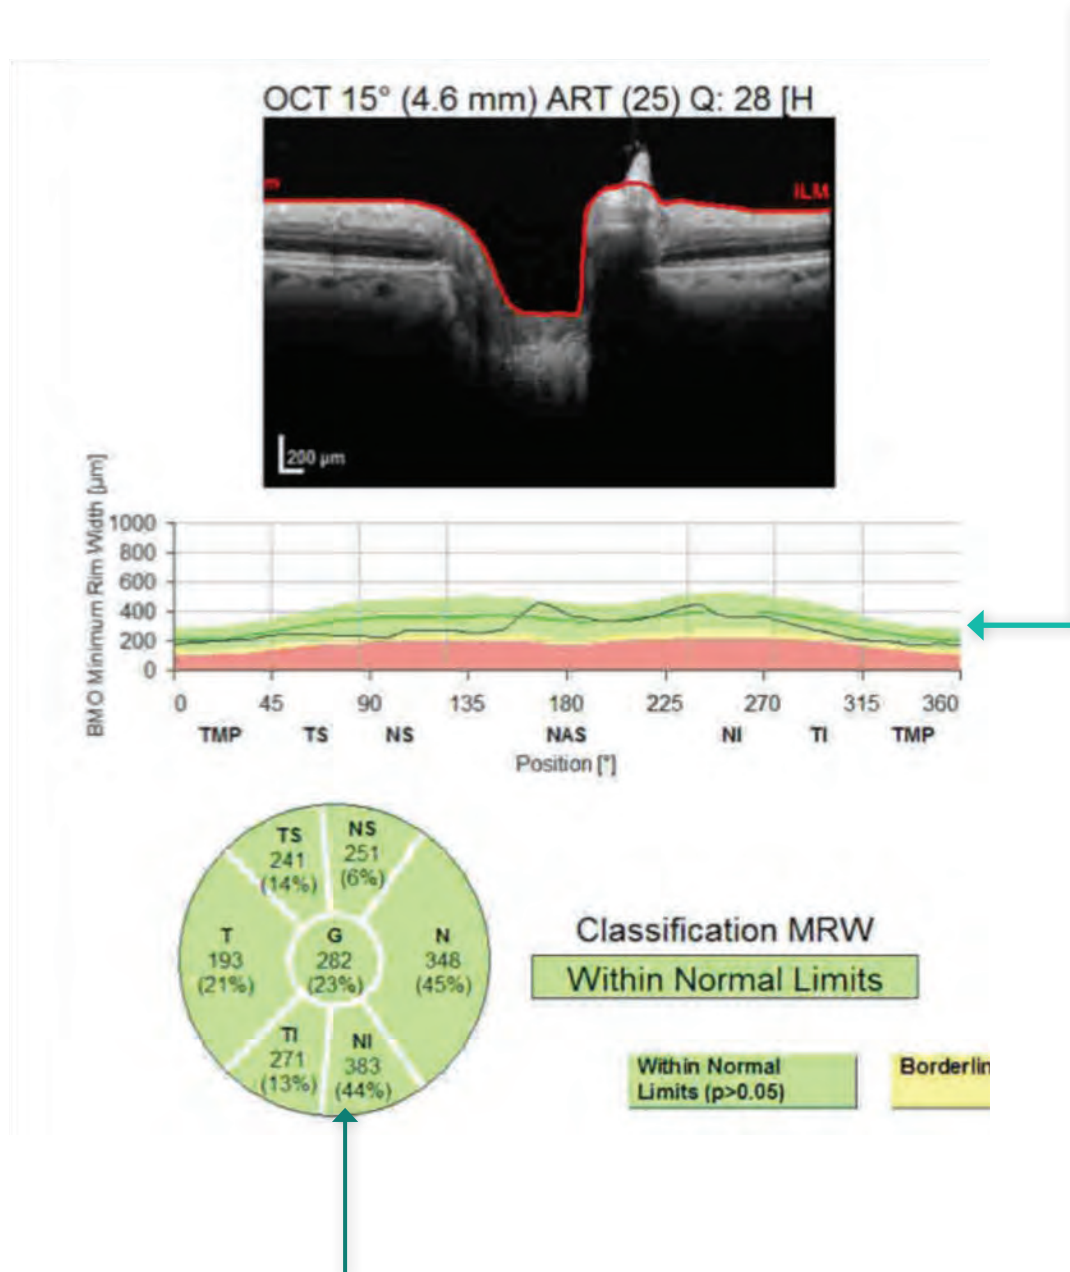 OCT 15° (4.6 mm) ART (25) Q: 28 [H
m
ILM
200 µm
BMO Minimum Rim Width [µm]
1000
800
600
400
200
0
0 45 90 135 180 225 270 315 360
TMP TS NS NAS NI TI TMP
Position [°]
TS
241
(14%)
NS
251
(6%)
T
193
(21%)
G
282
(23%)
N
348
(45%)
TI
271
(13%)
NI
383
(44%)
Classification MRW
Within Normal Limits
Within Normal
Limits (p>0.05)
Borderlin